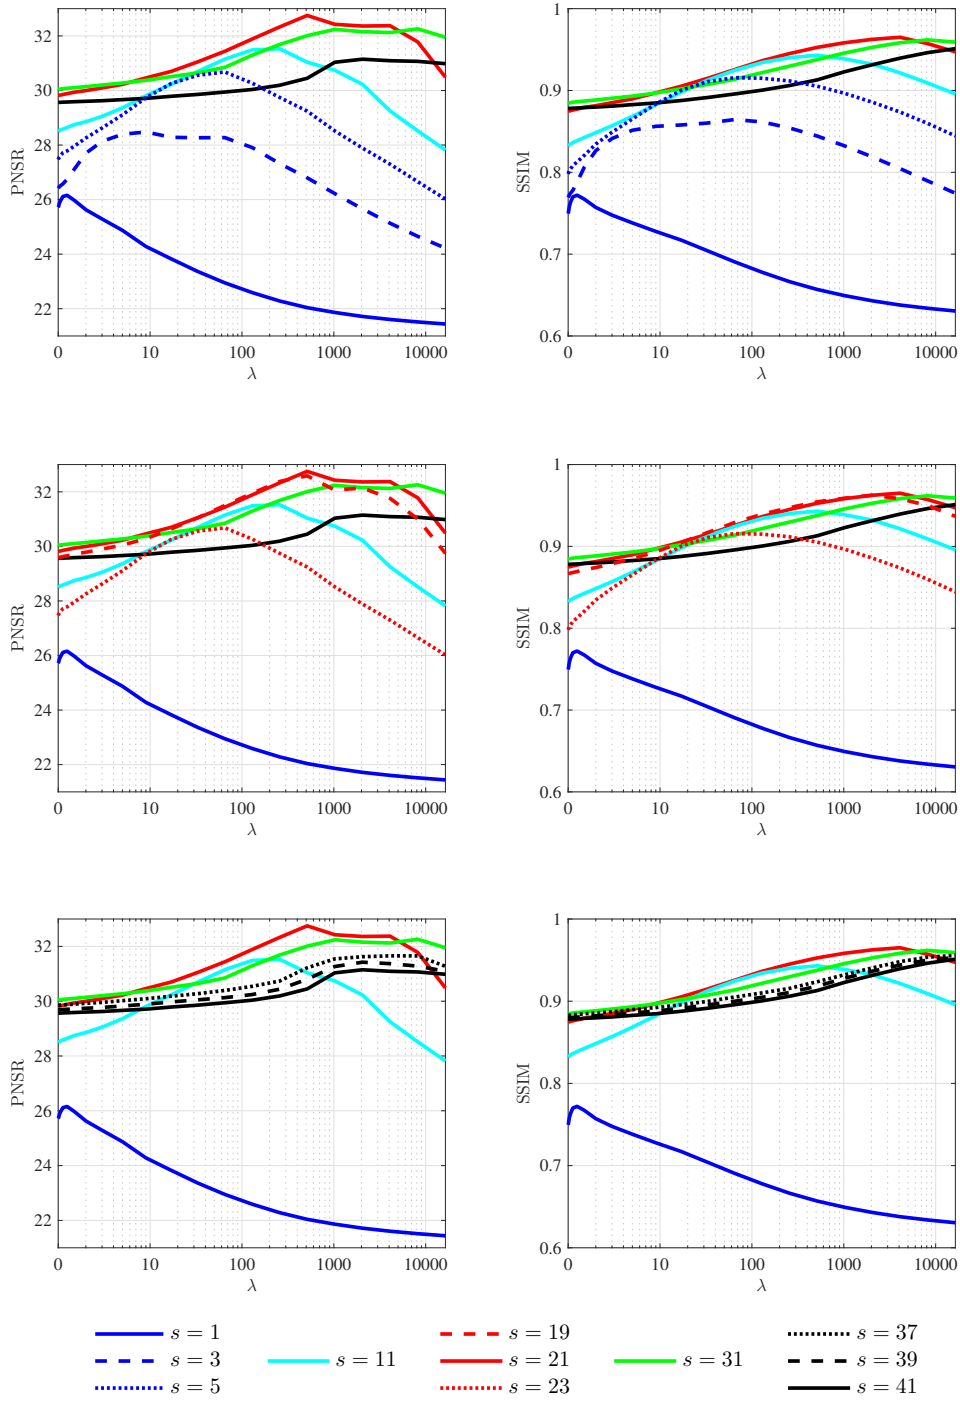 32
30
28
26
24
22
PNSR
0 10 100 1000 10000
λ
1
0.9
0.8
0.7
0.6
SSIM
0 10 100 1000 10000
λ
32
30
28
26
24
22
PNSR
0 10 100 1000 10000
λ
1
0.9
0.8
0.7
0.6
SSIM
0 10 100 1000 10000
λ
32
30
28
26
24
22
PNSR
0 10 100 1000 10000
λ
1
0.9
0.8
0.7
0.6
SSIM
0 10 100 1000 10000
λ
s = 1 s = 19 s = 37
s = 3 s = 11 s = 21 s = 31 s = 39
s = 5 s = 23 s = 41